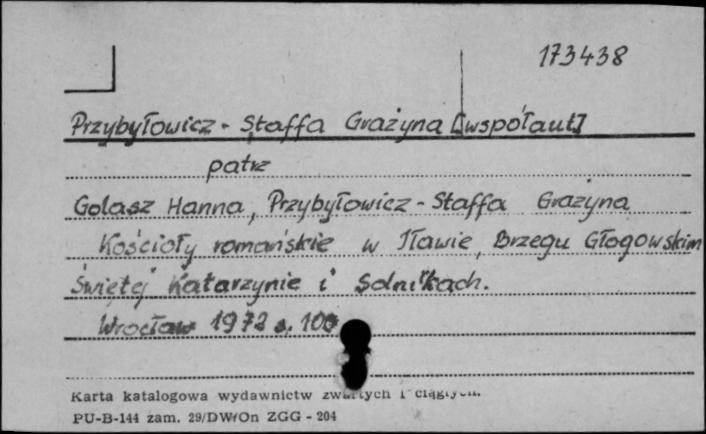 173438
Przybyłowicz - Staffa Grażyna [współaut]
patrz
Golasz Hanna, Przybyłowicz - Staffa Grażyna
Kościoły romańskie w Iławie, Brzegu Głogowskim
Świętej Katarzynie i Solnikach.
Wrocław 1972 s. 100
Karta katalogowa wydawnictw zwartych i ciągłych.
PU-B-144 zam. 29/DWrOn ZGG - 204